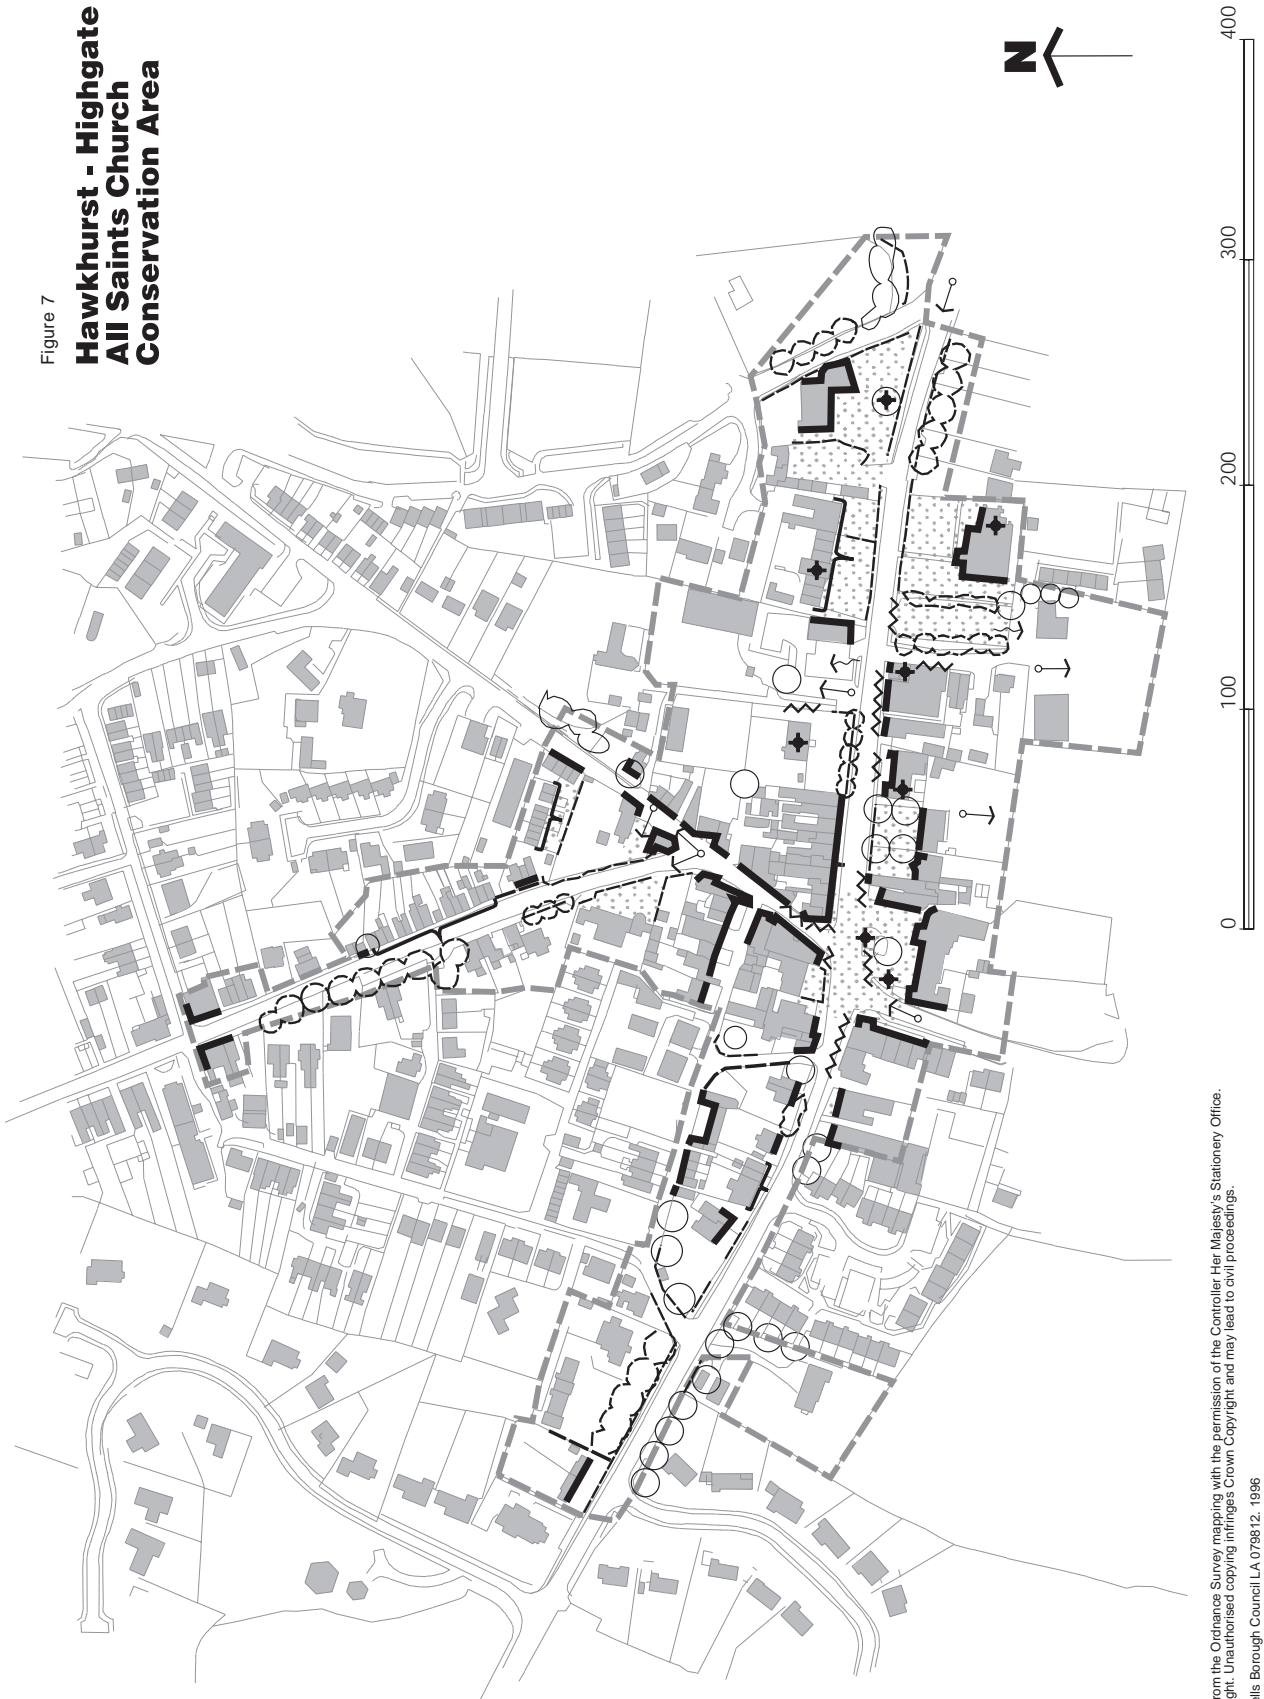 Figure 7
Hawkhurst - Highgate
All Saints Church
Conservation Area
N
0 100 200 300 400
rom the Ordnance Survey mapping with the permission of the Controller Her Majesty's Stationery Office.
ght. Unauthorised copying infringes Crown Copyright and may lead to civil proceedings.
lls Borough Council LA 079812. 1996